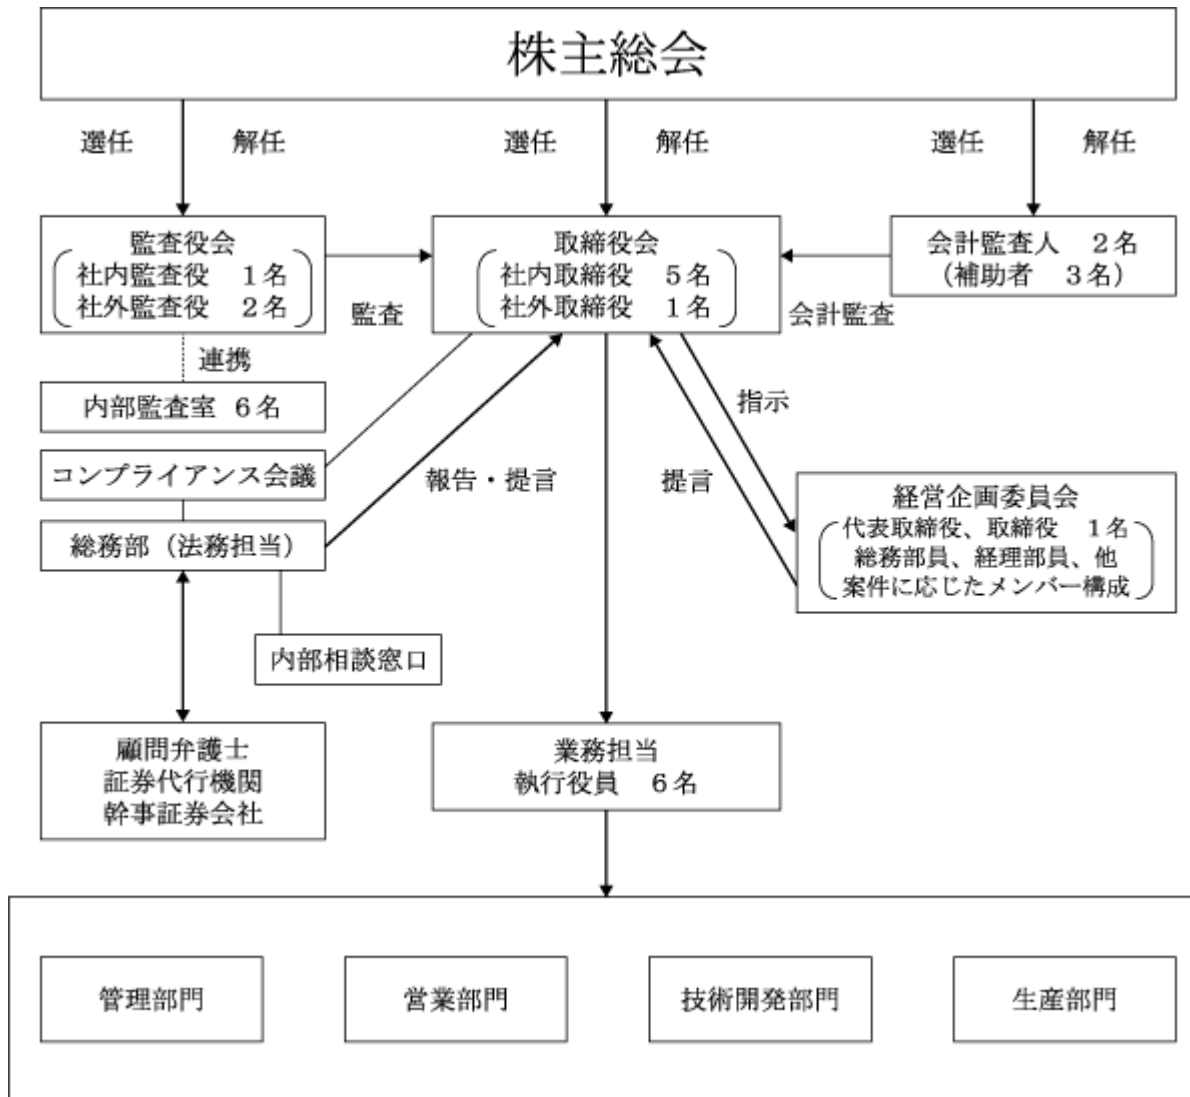 株主総会
選任 解任
選任 解任
選任 解任
監査役会
社内監査役 1名
社外監査役 2名
監査
取締役会
社内取締役 5名
社外取締役 1名
会計監査
会計監査人 2名
(補助者 3名)
連携
内部監査室 6名
コンプライアンス会議
総務部(法務担当)
報告・提言
指示
提言
経営企画委員会
代表取締役、取締役 1名
総務部員、経理部員、他
案件に応じたメンバー構成
内部相談窓口
顧問弁護士
証券代行機関
幹事証券会社
業務担当
執行役員 6名
管理部門
営業部門
技術開発部門
生産部門